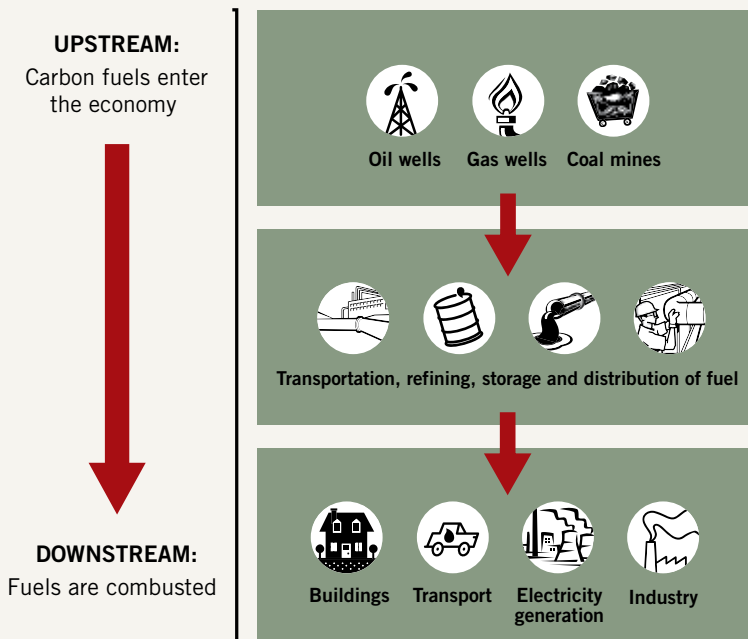 UPSTREAM:
Carbon fuels enter
the economy
Oil wells
Gas wells
Coal mines
Transportation, refining, storage and distribution of fuel
DOWNSTREAM:
Fuels are combusted
Buildings
Transport
Electricity
generation
Industry